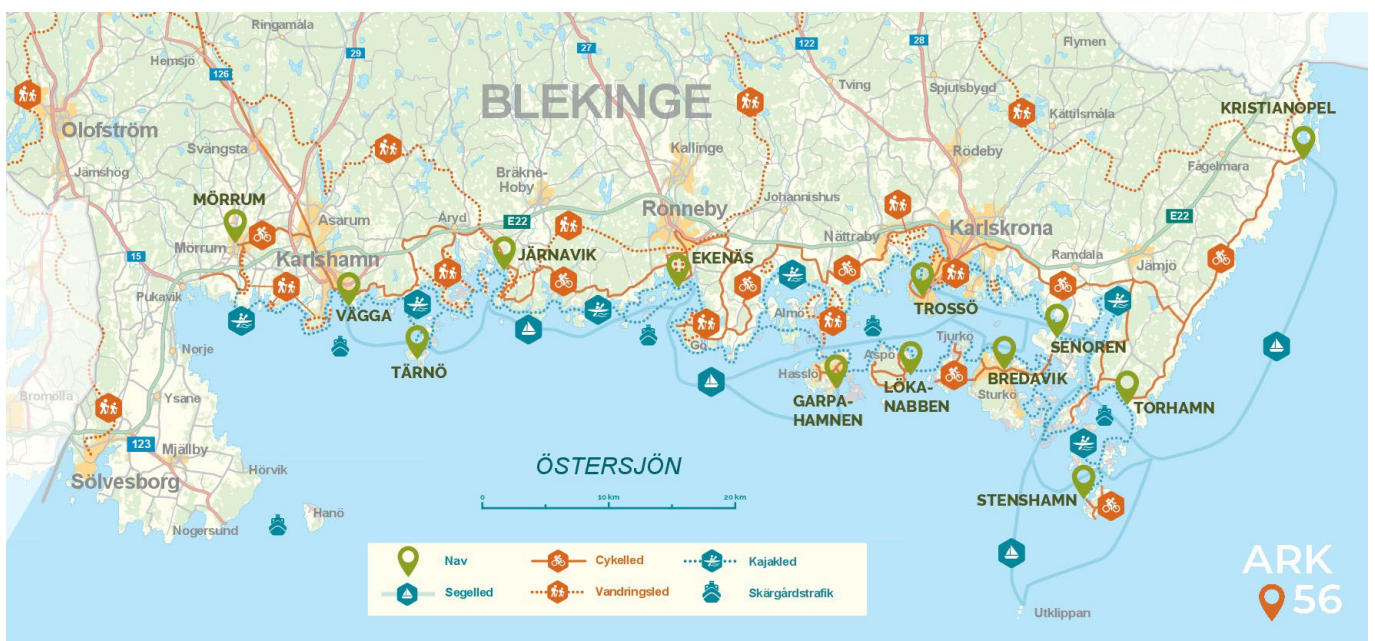 Ringamåla
Hemsjö
126
29
27
122
28
Flymen
Tving
Spjutsbygd
Kättilsmåla
KRISTIANOPEL
BLEKINGE
Olofström
Svängsta
Jämshög
Kallinge
Rödeby
Fågelmara
Bräkne-
Hoby
MÖRRUM
Asarum
Åryd
E22
Ronneby
Johannishus
Nättraby
Karlskrona
E22
Mörrum
15
Karlshamn
JÄRNAVIK
EKENÄS
Ramdala
Jämjö
Pukavik
VÄGGA
TROSSÖ
Almö
Norje
TÄRNÖ
Gö
Hasslö
Aspö
Tjurkö
SENOREN
BREDAVIK
Sturkö
Bromölla
Ysane
GARPA-
HAMNEN
LÖKA-
NABBEN
TORHAMN
123
Mjällby
Sölvesborg
Hörvik
ÖSTERSJÖN
STENSHAMN
0
10 km
20 km
Nogersund
Hanö
Nav
Cykelled
Kajakled
Segelled
Vandringsled
Skärgårdstrafik
Utklippan
ARK
56